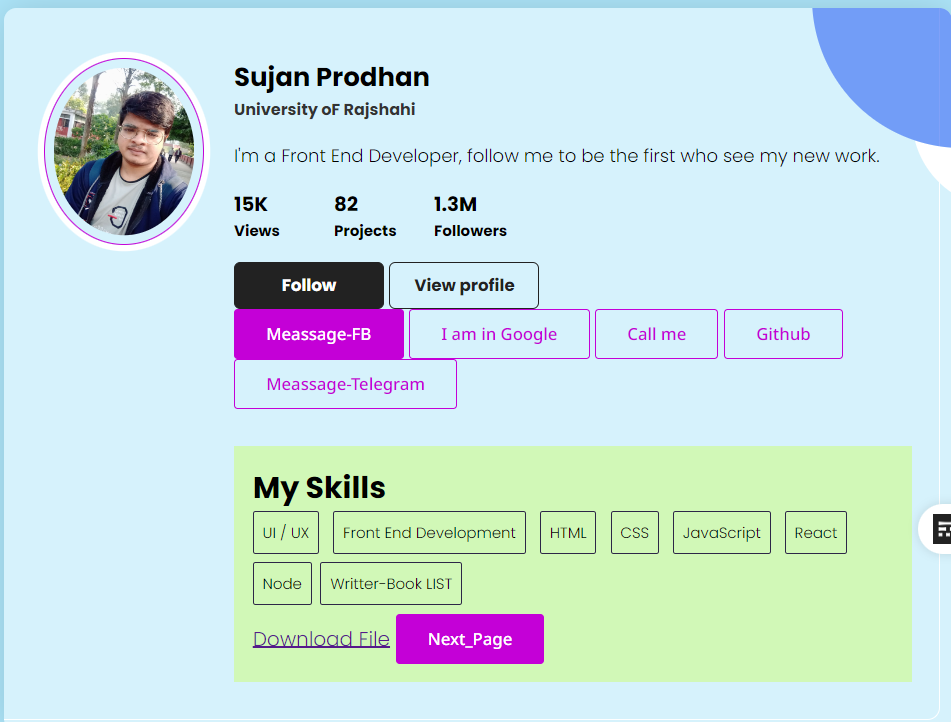 Sujan Prodhan
University oF Rajshahi
I'm a Front End Developer, follow me to be the first who see my new work.
15K 82 1.3M
Views Projects Followers
Follow View profile
Meassage-FB I am in Google Call me Github
Meassage-Telegram
My Skills
UI / UX Front End Development HTML CSS JavaScript React
Node Writter-Book LIST
Download File Next_Page